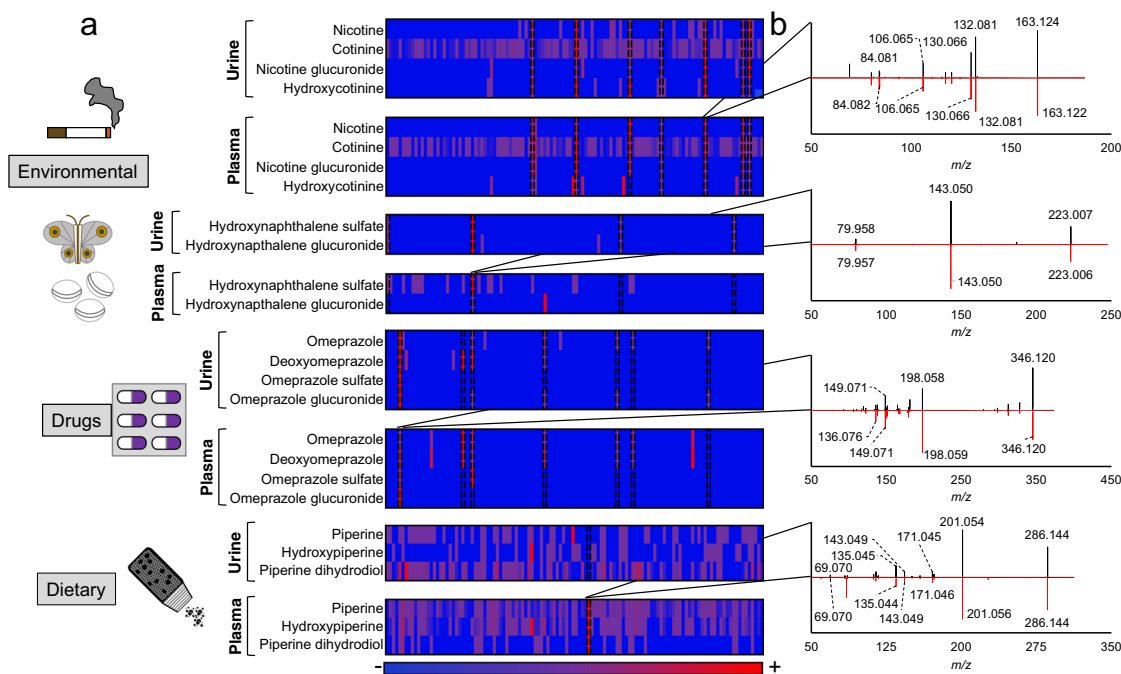 a
b
Urine
Nicotine
Cotinine
Nicotine glucuronide
Hydroxycotinine
Plasma
Nicotine
Cotinine
Nicotine glucuronide
Hydroxycotinine
Environmental
Urine
Hydroxynaphthalene sulfate
Hydroxynapthalene glucuronide
Plasma
Hydroxynapthalene sulfate
Hydroxynapthalene glucuronide
Drugs
Urine
Omeprazole
Deoxyomeprazole
Omeprazole sulfate
Omeprazole glucuronide
Plasma
Omeprazole
Deoxyomeprazole
Omeprazole sulfate
Omeprazole glucuronide
Dietary
Urine
Piperine
Hydroxypiperine
Piperine dihydrodiol
Plasma
Piperine
Hydroxypiperine
Piperine dihydrodiol
- +
132.081 163.124
106.065 130.066
84.081
84.082 106.065 130.066 132.081 163.122
50 100 150 200
m/z
143.050
79.958 223.007
79.957 143.050 223.006
50 100 150 200 250
m/z
346.120
149.071 198.058
136.076 149.071 198.059 346.120
50 150 250 350 450
m/z
201.054
143.049 171.045 286.144
135.045
69.070
69.070 135.044 143.049 171.046 201.056 286.144
50 125 200 275 350
m/z